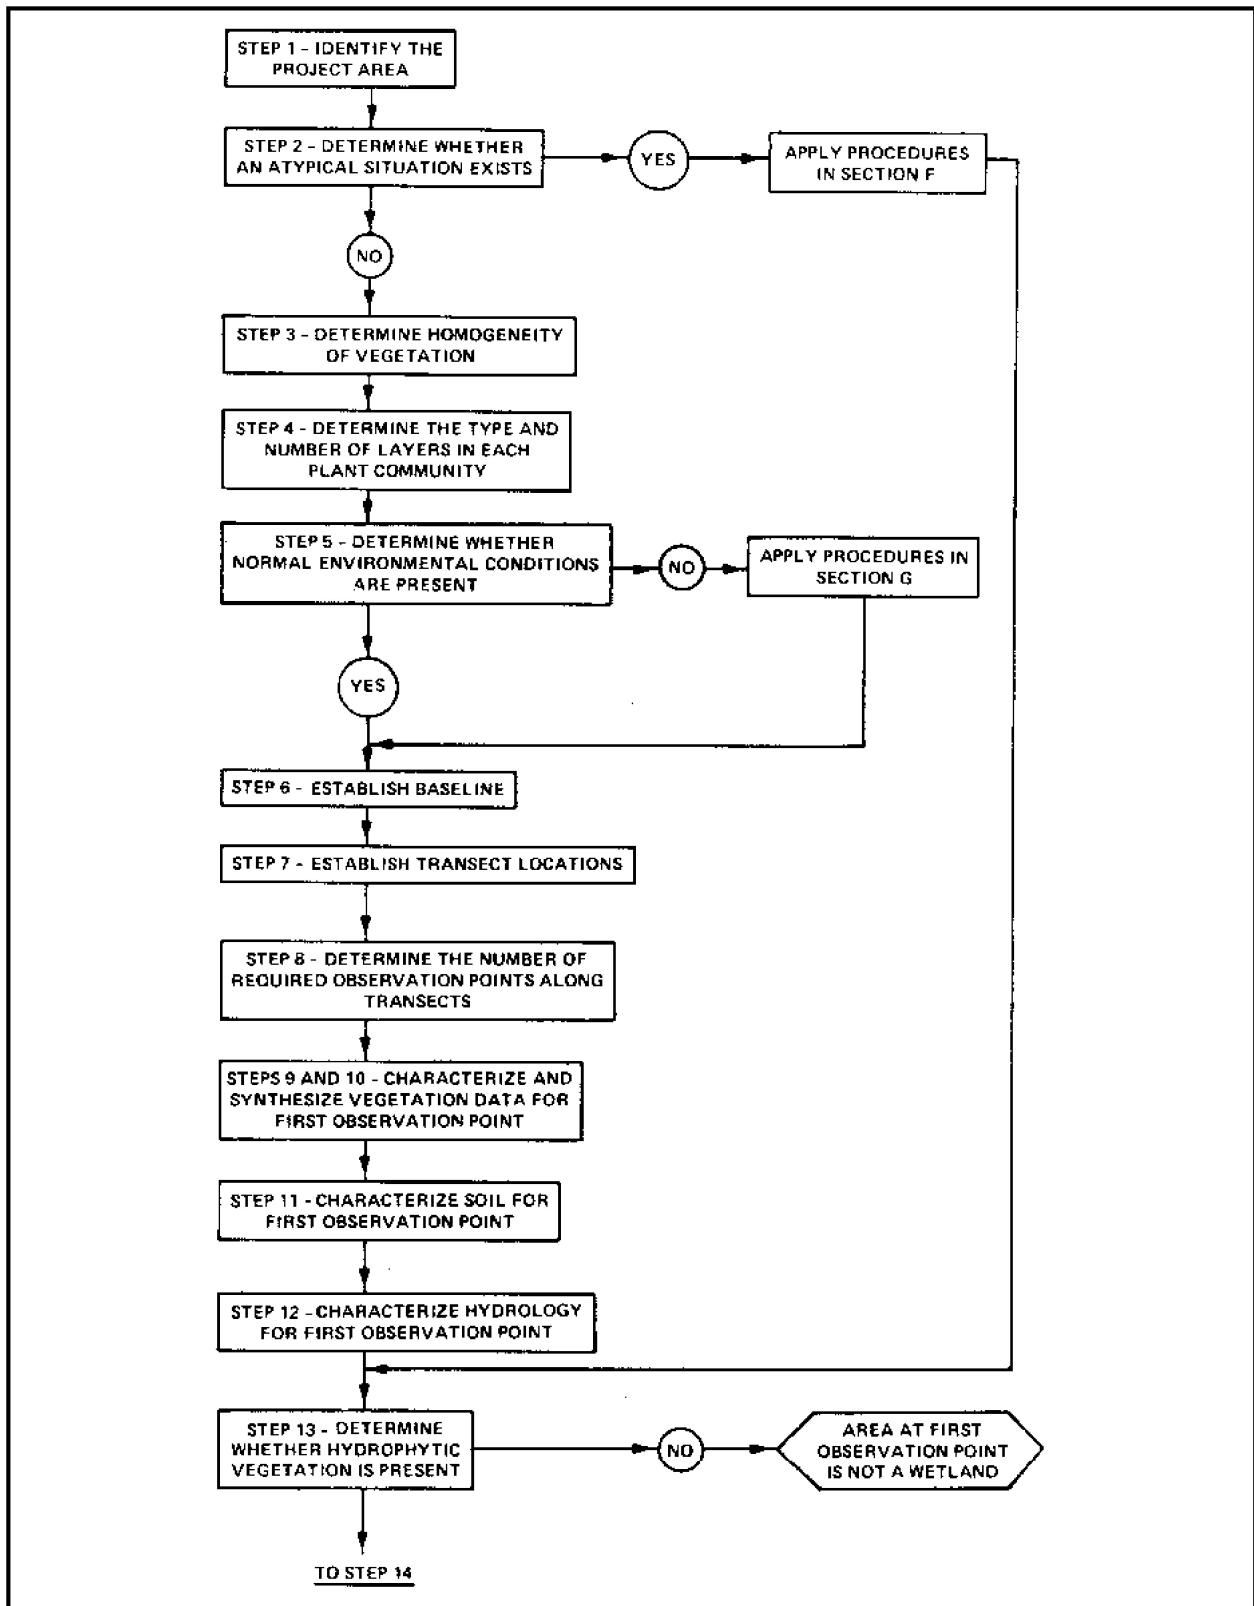 STEP 1 - IDENTIFY THE
PROJECT AREA
STEP 2 - DETERMINE WHETHER
AN ATYPICAL SITUATION EXISTS
YES
APPLY PROCEDURES
IN SECTION F
NO
STEP 3 - DETERMINE HOMOGENEITY
OF VEGETATION
STEP 4 - DETERMINE THE TYPE AND
NUMBER OF LAYERS IN EACH
PLANT COMMUNITY
STEP 5 - DETERMINE WHETHER
NORMAL ENVIRONMENTAL CONDITIONS
ARE PRESENT
NO
APPLY PROCEDURES IN
SECTION G
YES
STEP 6 - ESTABLISH BASELINE
STEP 7 - ESTABLISH TRANSECT LOCATIONS
STEP 8 - DETERMINE THE NUMBER OF
REQUIRED OBSERVATION POINTS ALONG
TRANSECTS
STEPS 9 AND 10 - CHARACTERIZE AND
SYNTHESIZE VEGETATION DATA FOR
FIRST OBSERVATION POINT
STEP 11 - CHARACTERIZE SOIL FOR
FIRST OBSERVATION POINT
STEP 12 - CHARACTERIZE HYDROLOGY
FOR FIRST OBSERVATION POINT
STEP 13 - DETERMINE
WHETHER HYDROPHYTIC
VEGETATION IS PRESENT
NO
AREA AT FIRST
OBSERVATION POINT
IS NOT A WETLAND
TO STEP 14